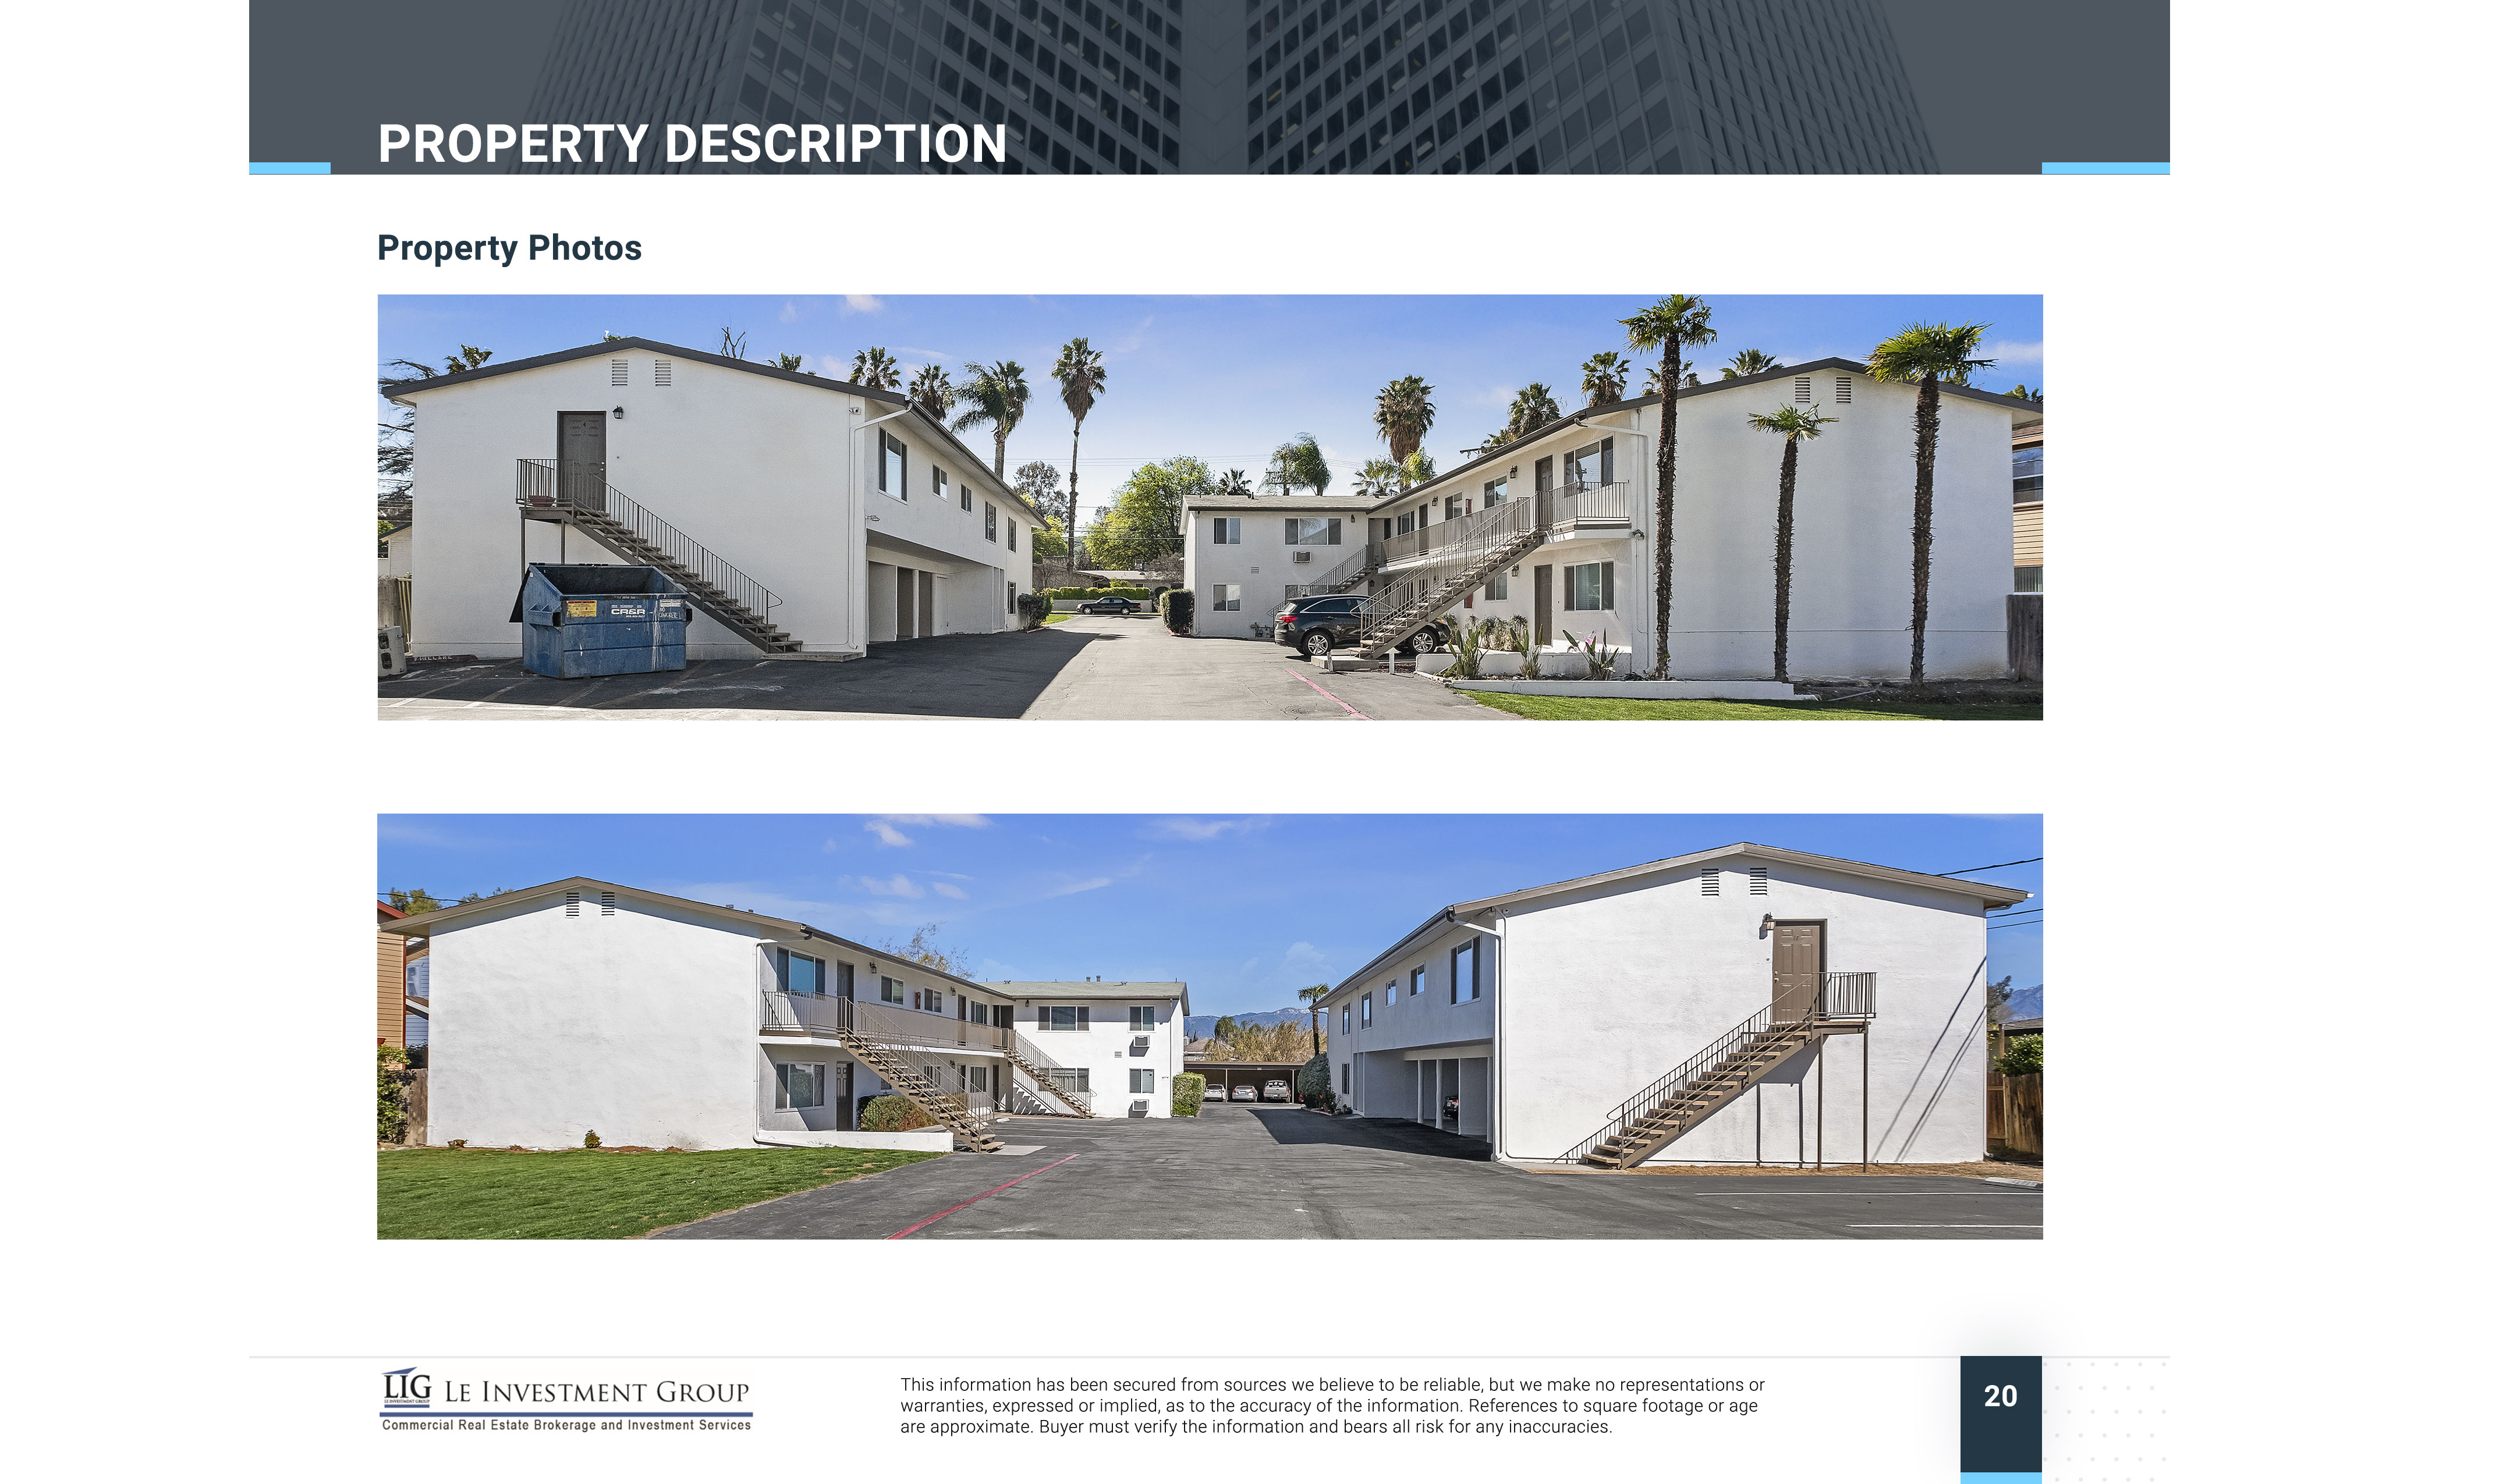 PROPERTY DESCRIPTION
Property Photos
CR&R
LIG LE INVESTMENT GROUP
Commercial Real Estate Brokerage and Investment Services
This information has been secured from sources we believe to be reliable, but we make no representations or
warranties, expressed or implied, as to the accuracy of the information. References to square footage or age
are approximate. Buyer must verify the information and bears all risk for any inaccuracies.
20